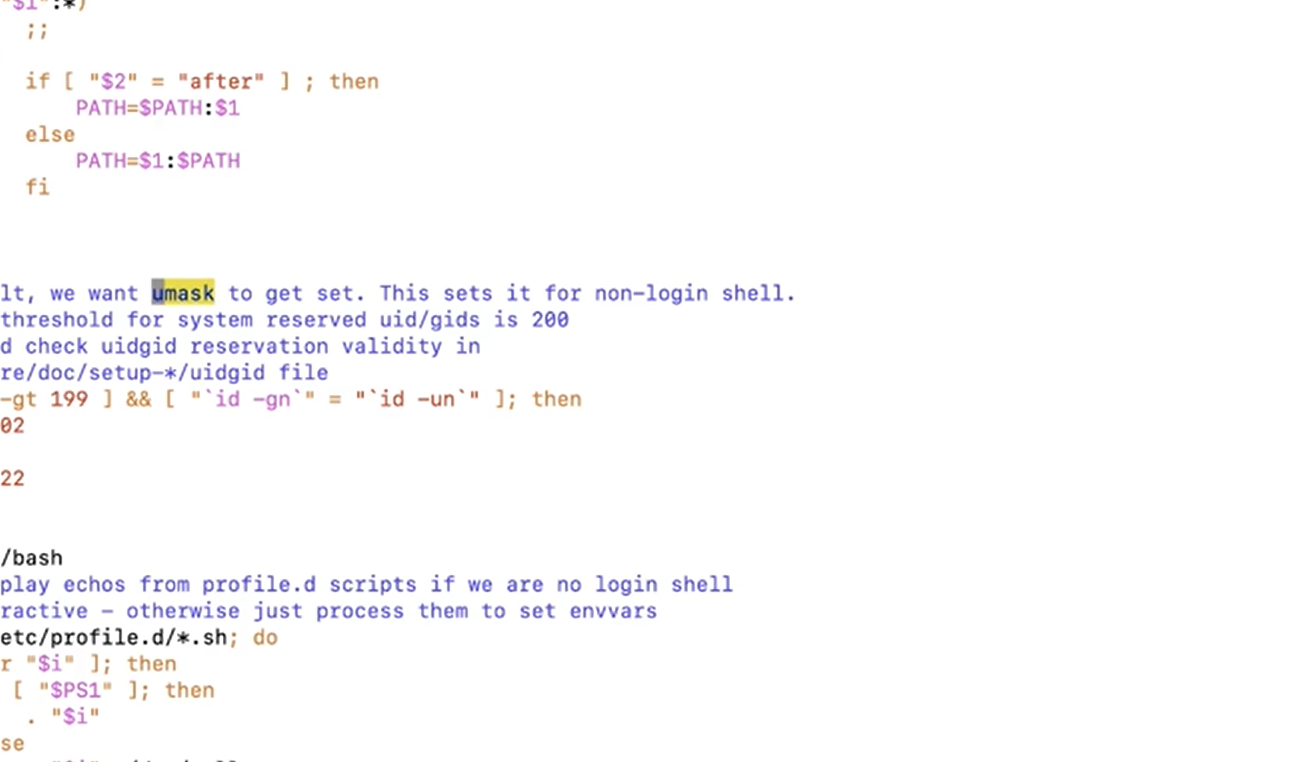 "$1":*)
;;
if [ "$2" = "after" ] ; then
PATH=$PATH:$1
else
PATH=$1:$PATH
fi
lt, we want umask to get set. This sets it for non-login shell.
threshold for system reserved uid/gids is 200
d check uidgid reservation validity in
re/doc/setup-*/uidgid file
-gt 199 ] && [ "`id -gn`" = "`id -un`" ]; then
02
22
/bash
play echos from profile.d scripts if we are no login shell
ractive - otherwise just process them to set envvars
etc/profile.d/*.sh; do
r "$i" ]; then
[ "$PS1" ]; then
. "$i"
se